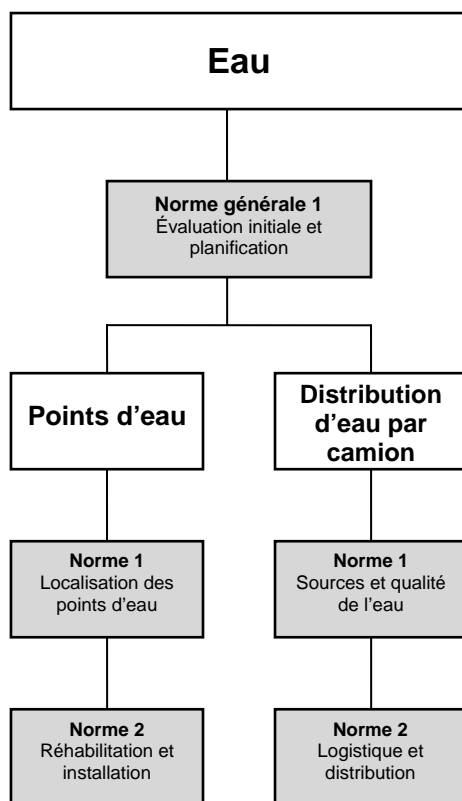 Eau
Norme générale 1
Évaluation initiale et
planification
Points d'eau
Distribution
d'eau par
camion
Norme 1
Localisation des
points d'eau
Norme 1
Sources et qualité
de l'eau
Norme 2
Réhabilitation et
installation
Norme 2
Logistique et
distribution